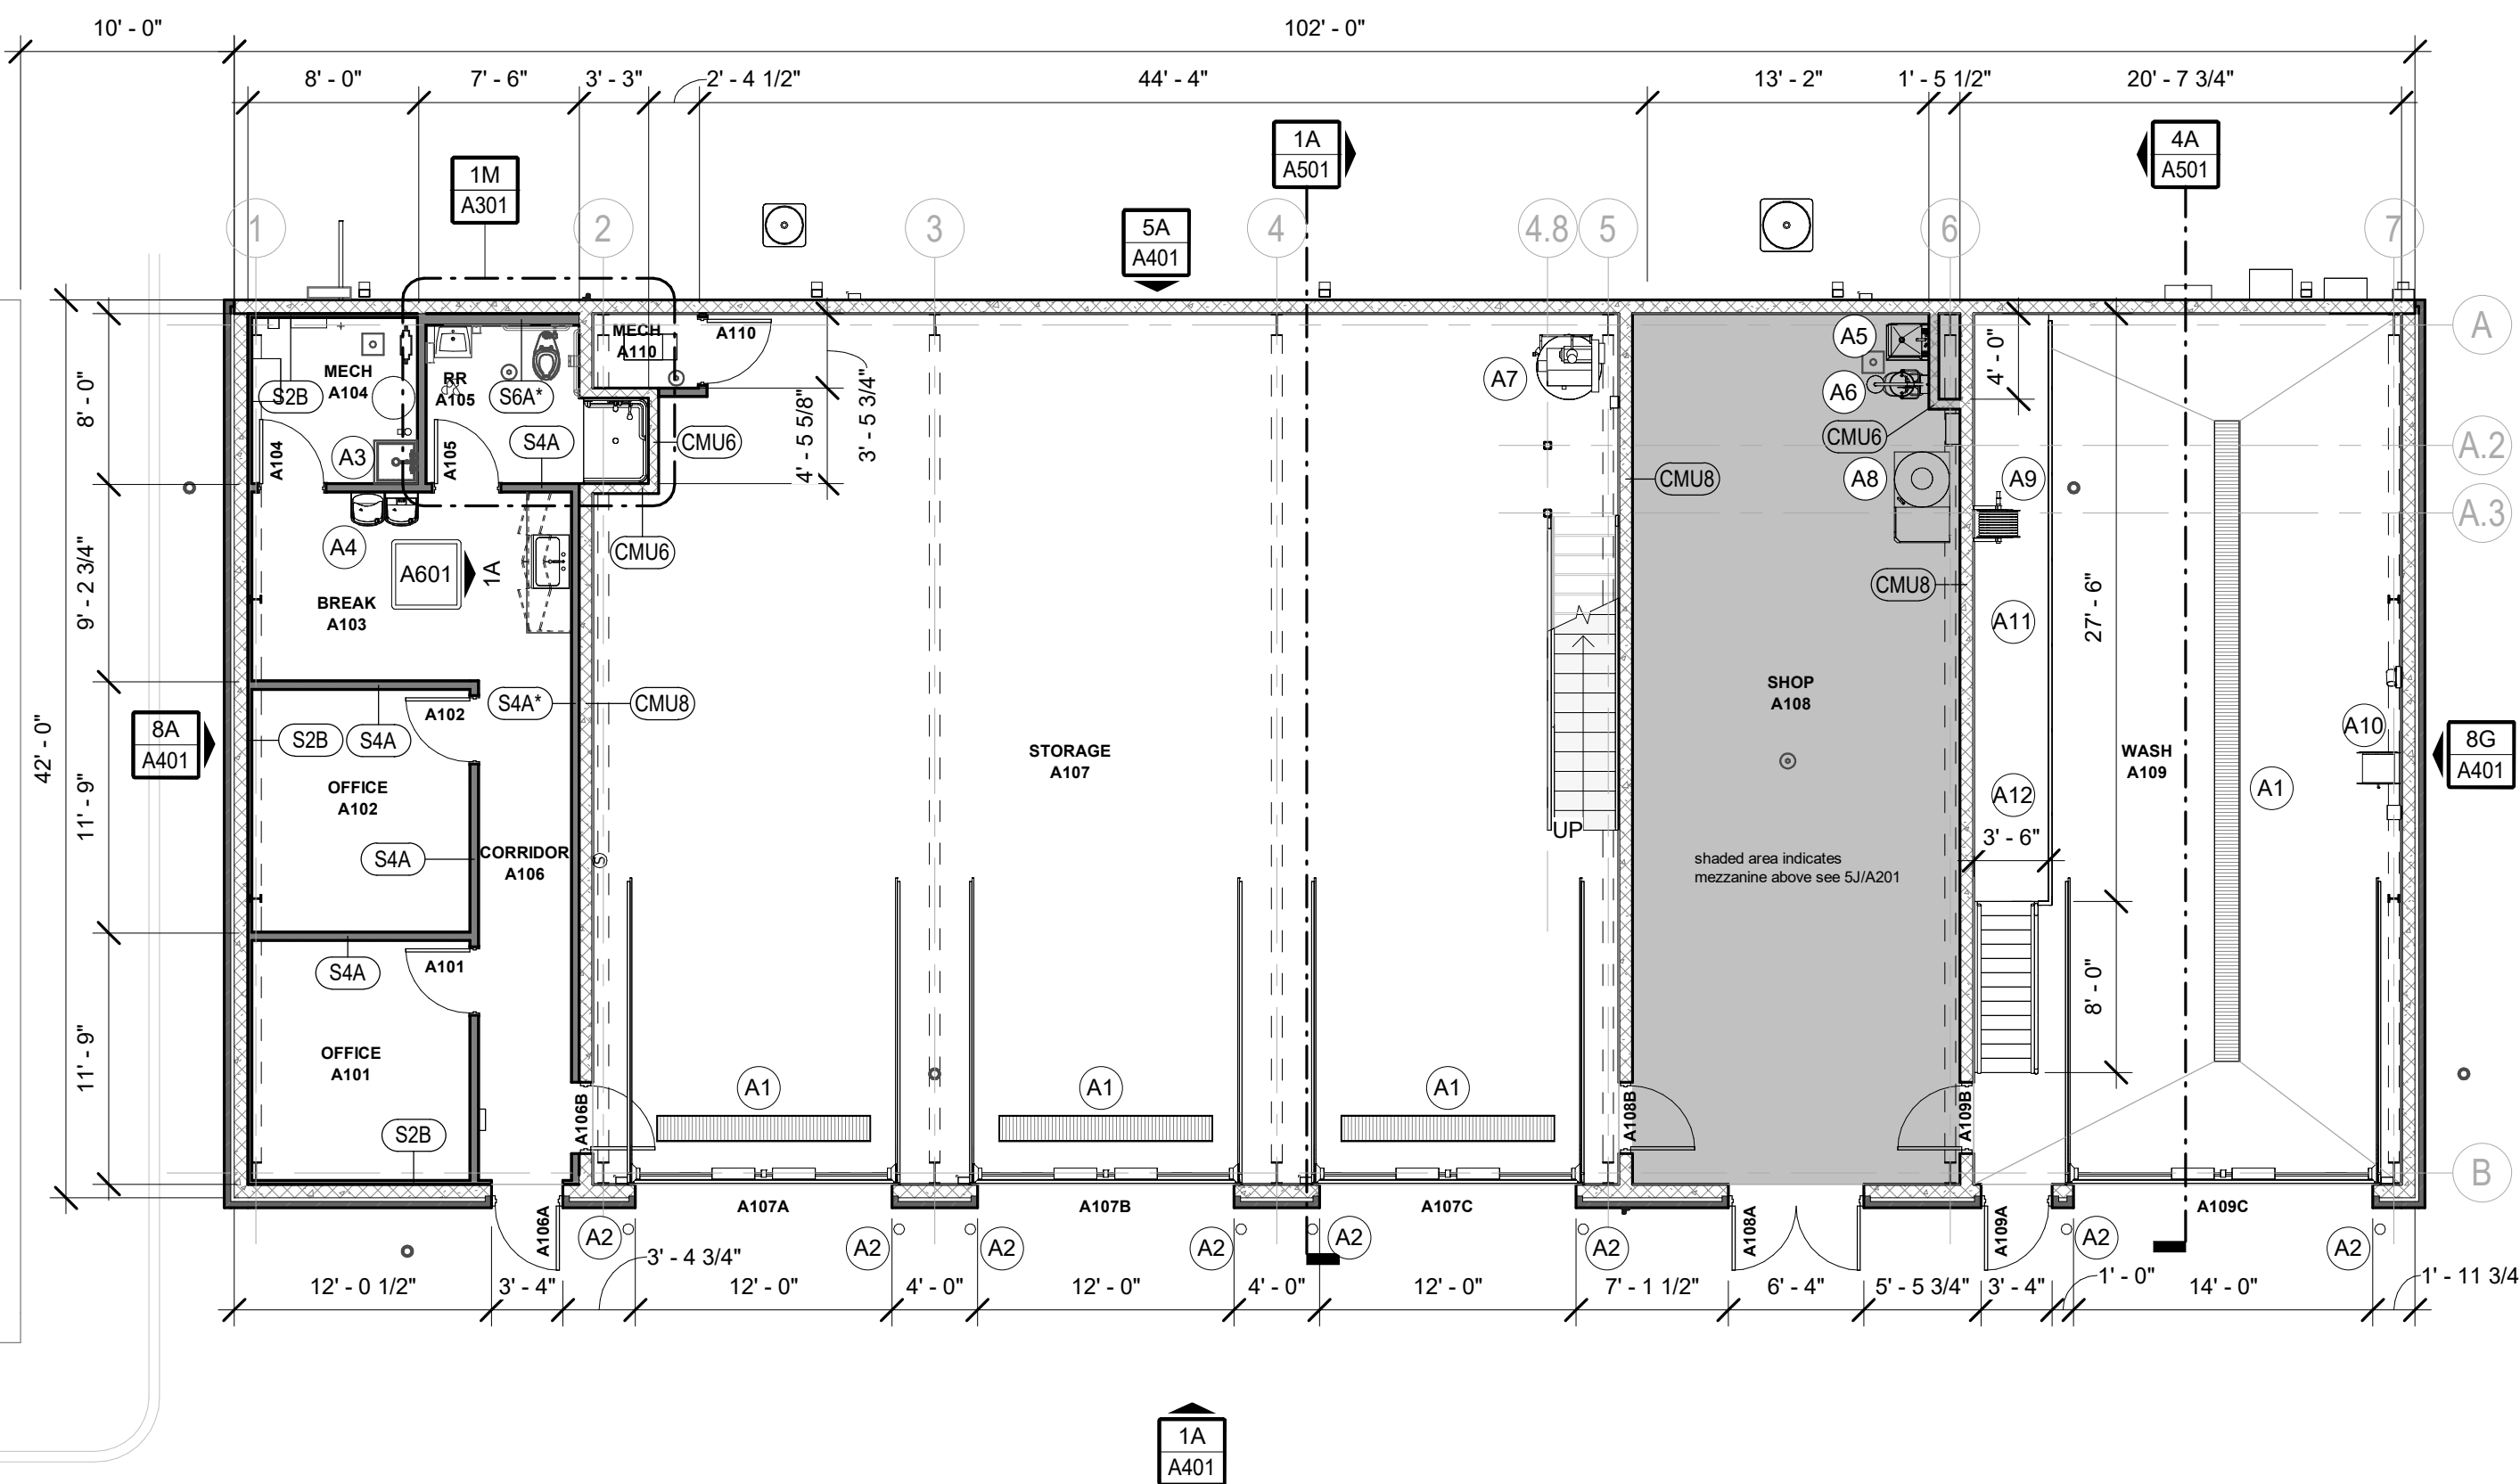 10' - 0"
102' - 0"
8' - 0"
7' - 6"
3' - 3"
2' - 4 1/2"
44' - 4"
13' - 2"
1' - 5 1/2"
20' - 7 3/4"
1M
A301
1A
A501
4A
A501
5A
A401
1
2
3
4
4.8
5
6
7
A
A.2
A.3
B
MECH
A104
S2B
A104
A3
RR
A105
S6A*
S4A
A105
MECH
A110
A110
CMU6
CMU6
4' - 5 5/8"
3' - 5 3/4"
A7
A5
A6
CMU6
CMU8
A8
A9
4' - 0"
8' - 0"
9' - 2 3/4"
11' - 9"
11' - 9"
42' - 0"
A4
A601
1A
BREAK
A103
CMU8
A11
27' - 6"
S4A*
CMU8
A102
S2B
S4A
8A
A401
OFFICE
A102
S4A
CORRIDOR
A106
S
STORAGE
A107
UP
SHOP
A108
shaded area indicates
mezzanine above see 5J/A201
A12
3' - 6"
WASH
A109
A10
A1
8G
A401
8' - 0"
S4A
A101
OFFICE
A101
S2B
A106B
A1
A1
A1
A108B
A109B
A106A
A107A
A107B
A107C
A108A
A109A
A109C
A2
A2
A2
A2
A2
A2
A2
A2
3' - 4 3/4"
12' - 0 1/2"
3' - 4"
12' - 0"
4' - 0"
12' - 0"
4' - 0"
12' - 0"
7' - 1 1/2"
6' - 4"
5' - 5 3/4"
3' - 4"
1' - 0"
14' - 0"
1' - 11 3/4
1A
A401